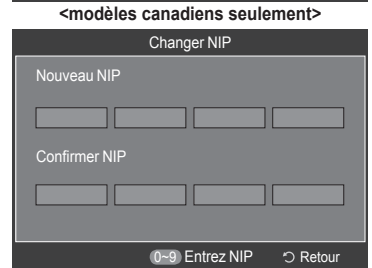 <modèles canadiens seulement>
Changer NIP
Nouveau NIP
Confirmer NIP
0~9 Entrez NIP Retour